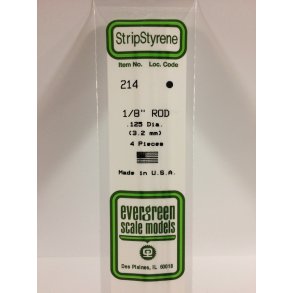 StripStyrene
Item No. Loc. Code
214
1/8" ROD
.125 Dia.
(3.2 mm)
4 Pieces
Made in U.S.A.
evergreen
scale models
Des Plaines, IL 60018